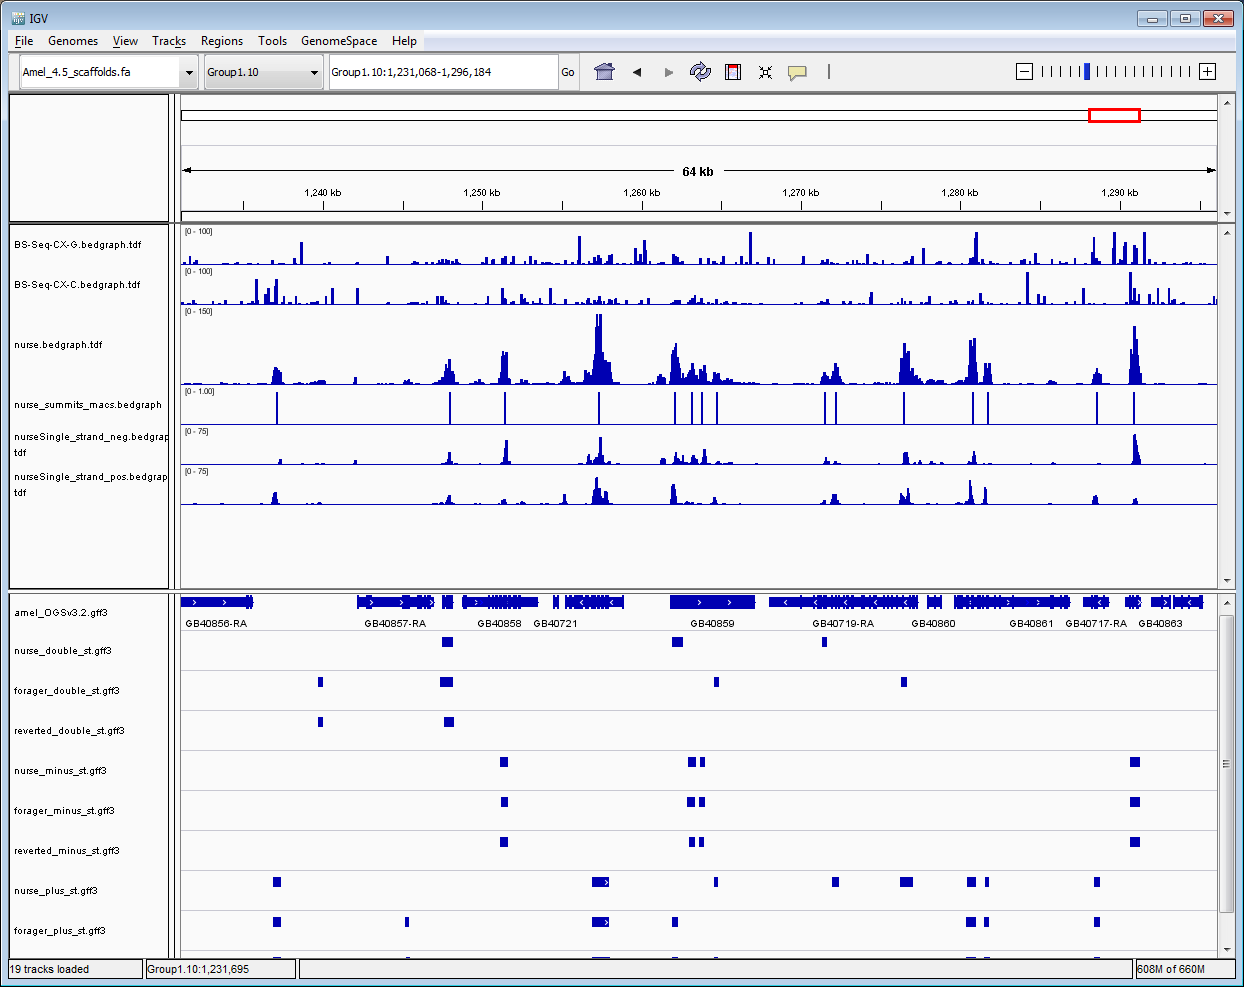 IGV
File Genomes View Tracks Regions Tools GenomeSpace Help
Amel_4.5_scaffolds.fa Group1.10 Group1.10:1,231,068-1,296,184 Go
64 kb
1,240 kb 1,250 kb 1,260 kb 1,270 kb 1,280 kb 1,290 kb
[0 - 100]
BS-Seq-CX-G.bedgraph.tdf
[0 - 100]
BS-Seq-CX-C.bedgraph.tdf
[0 - 150]
nurse.bedgraph.tdf
[0 - 1.00]
nurse_summits_macs.bedgraph
[0 - 75]
nurseSingle_strand_neg.bedgrap
tdf
[0 - 75]
nurseSingle_strand_pos.bedgrap
tdf
amel_OGSv3.2.gff3
GB40856-RA GB40857-RA GB40858 GB40721 GB40859 GB40719-RA GB40860 GB40861 GB40717-RA GB40863
nurse_double_st.gff3
forager_double_st.gff3
reverted_double_st.gff3
nurse_minus_st.gff3
forager_minus_st.gff3
reverted_minus_st.gff3
nurse_plus_st.gff3
forager_plus_st.gff3
19 tracks loaded Group1.10:1,231,695 608M of 660M